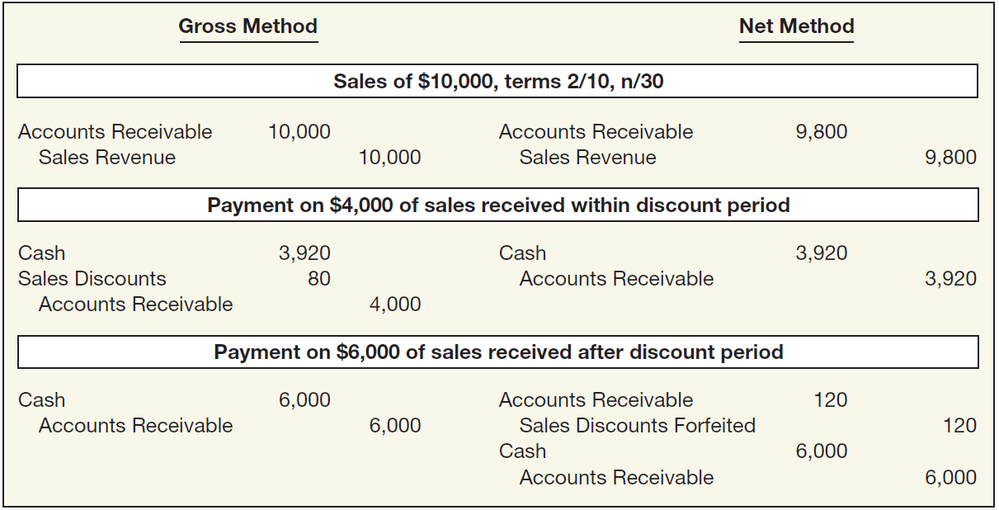 Gross Method Net Method
Sales of $10,000, terms 2/10, n/30
Accounts Receivable 10,000 Accounts Receivable 9,800
Sales Revenue 10,000 Sales Revenue 9,800
Payment on $4,000 of sales received within discount period
Cash 3,920 Cash 3,920
Sales Discounts 80 Accounts Receivable 3,920
Accounts Receivable 4,000
Payment on $6,000 of sales received after discount period
Cash 6,000 Accounts Receivable 120
Accounts Receivable 6,000 Sales Discounts Forfeited 120
Cash 6,000
Accounts Receivable 6,000